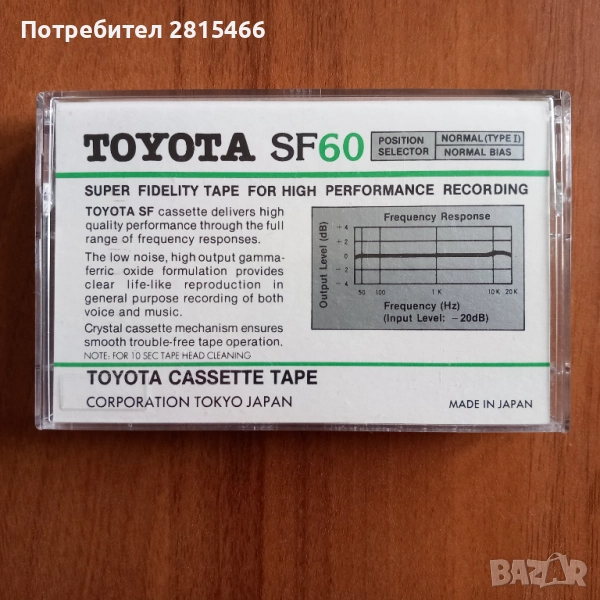 Потребител 2815466
TOYOTA SF60
POSITION SELECTOR
NORMAL (TYPE I)
NORMAL BIAS
SUPER FIDELITY TAPE FOR HIGH PERFORMANCE RECORDING
TOYOTA SF cassette delivers high
quality performance through the full
range of frequency responses.
The low noise, high output gamma-
ferric oxide formulation provides
clear life-like reproduction in
general purpose recording of both
voice and music.
Crystal cassette mechanism ensures
smooth trouble-free tape operation.
NOTE: FOR 10 SEC TAPE HEAD CLEANING
Frequency Response
Output Level (dB)
+ 4
+ 2
0
− 2
− 4
50 100 1 K 10 K 20 K
Frequency (Hz)
(Input Level: −20dB)
TOYOTA CASSETTE TAPE
CORPORATION TOKYO JAPAN
MADE IN JAPAN
BAZAR